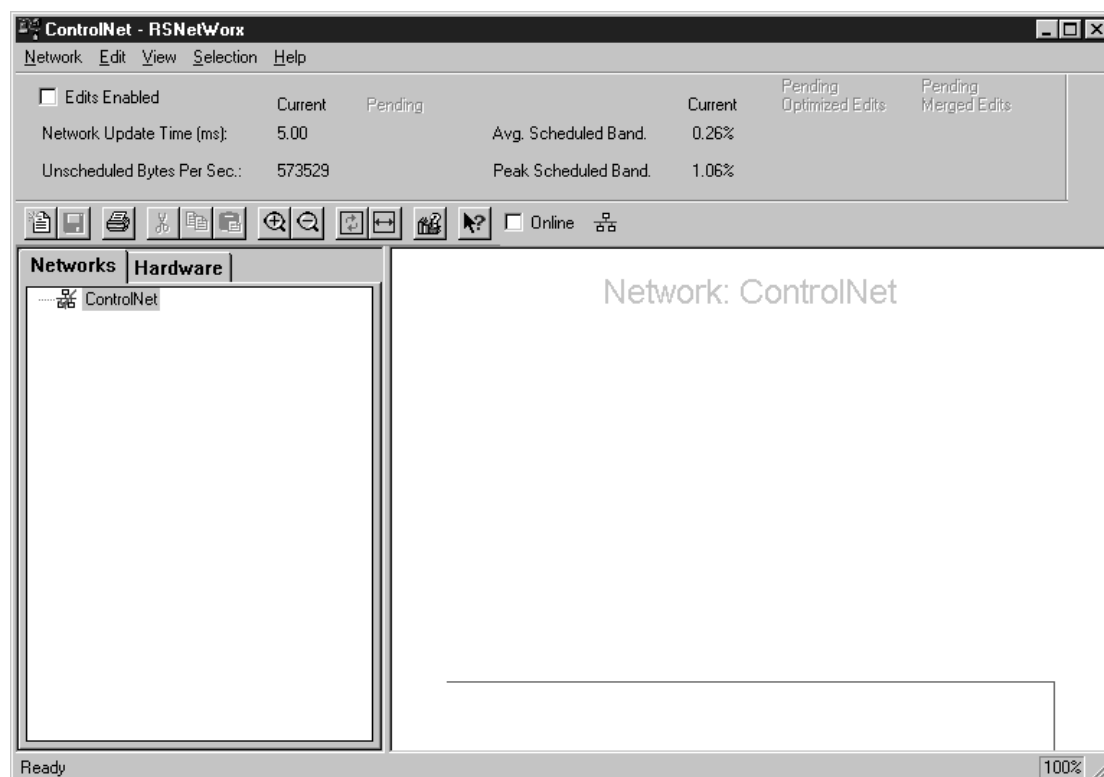 ControlNet - RSNetWorx
Network Edit View Selection Help
Edits Enabled
Current Pending Current Pending Optimized Edits Pending Merged Edits
Network Update Time (ms): 5.00 Avg. Scheduled Band. 0.26%
Unscheduled Bytes Per Sec.: 573529 Peak Scheduled Band. 1.06%
Online
Networks Hardware
ControlNet
Network: ControlNet
Ready 100%